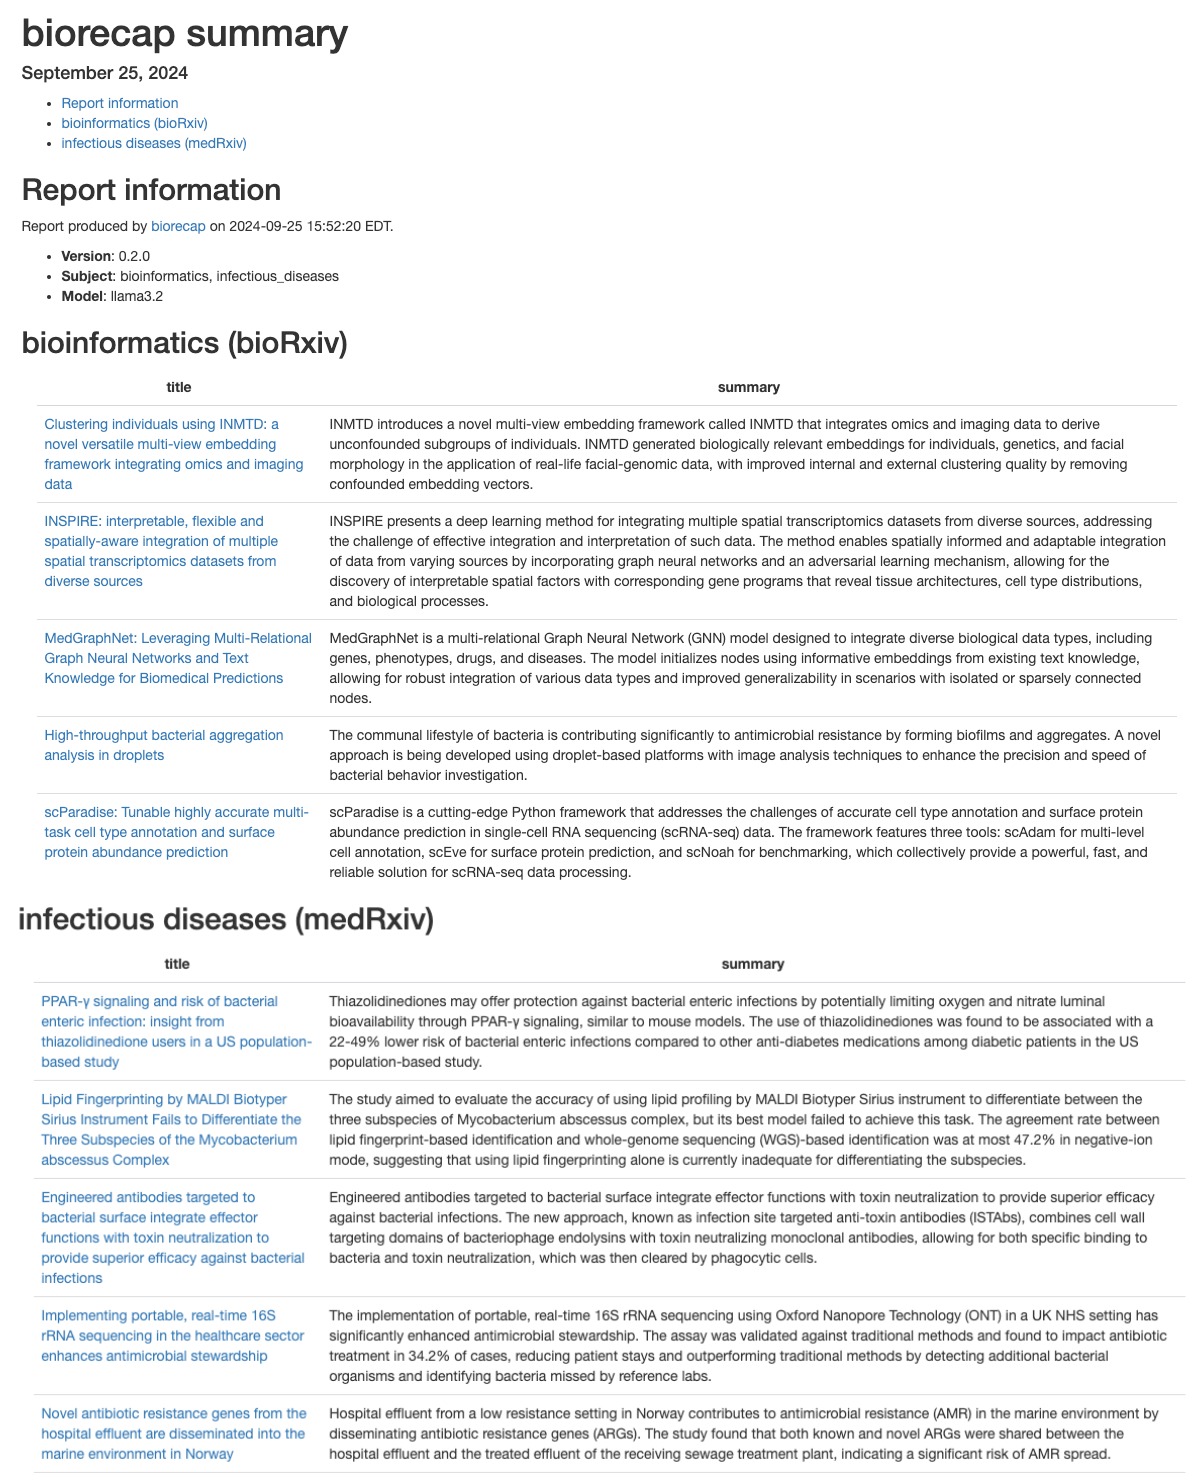 biorecap summary
September 25, 2024
• Report information
• bioinformatics (bioRxiv)
• infectious diseases (medRxiv)
Report information
Report produced by biorecap on 2024-09-25 15:52:20 EDT.
• Version: 0.2.0
• Subject: bioinformatics, infectious_diseases
• Model: llama3.2
bioinformatics (bioRxiv)
title
summary
Clustering individuals using INMTD: a
novel versatile multi-view embedding
framework integrating omics and imaging
data
INMTD introduces a novel multi-view embedding framework called INMTD that integrates omics and imaging data to derive
unconfounded subgroups of individuals. INMTD generated biologically relevant embeddings for individuals, genetics, and facial
morphology in the application of real-life facial-genomic data, with improved internal and external clustering quality by removing
confounded embedding vectors.
INSPIRE: interpretable, flexible and
spatially-aware integration of multiple
spatial transcriptomics datasets from
diverse sources
INSPIRE presents a deep learning method for integrating multiple spatial transcriptomics datasets from diverse sources, addressing
the challenge of effective integration and interpretation of such data. The method enables spatially informed and adaptable integration
of data from varying sources by incorporating graph neural networks and an adversarial learning mechanism, allowing for the
discovery of interpretable spatial factors with corresponding gene programs that reveal tissue architectures, cell type distributions,
and biological processes.
MedGraphNet: Leveraging Multi-Relational
Graph Neural Networks and Text
Knowledge for Biomedical Predictions
MedGraphNet is a multi-relational Graph Neural Network (GNN) model designed to integrate diverse biological data types, including
genes, phenotypes, drugs, and diseases. The model initializes nodes using informative embeddings from existing text knowledge,
allowing for robust integration of various data types and improved generalizability in scenarios with isolated or sparsely connected
nodes.
High-throughput bacterial aggregation
analysis in droplets
The communal lifestyle of bacteria is contributing significantly to antimicrobial resistance by forming biofilms and aggregates. A novel
approach is being developed using droplet-based platforms with image analysis techniques to enhance the precision and speed of
bacterial behavior investigation.
scParadise: Tunable highly accurate multi-
task cell type annotation and surface
protein abundance prediction
scParadise is a cutting-edge Python framework that addresses the challenges of accurate cell type annotation and surface protein
abundance prediction in single-cell RNA sequencing (scRNA-seq) data. The framework features three tools: scAdam for multi-level
cell annotation, scEve for surface protein prediction, and scNoah for benchmarking, which collectively provide a powerful, fast, and
reliable solution for scRNA-seq data processing.
infectious diseases (medRxiv)
title
summary
PPAR-γ signaling and risk of bacterial
enteric infection: insight from
thiazolidinedione users in a US population-
based study
Thiazolidinediones may offer protection against bacterial enteric infections by potentially limiting oxygen and nitrate luminal
bioavailability through PPAR-γ signaling, similar to mouse models. The use of thiazolidinediones was found to be associated with a
22-49% lower risk of bacterial enteric infections compared to other anti-diabetes medications among diabetic patients in the US
population-based study.
Lipid Fingerprinting by MALDI Biotyper
Sirius Instrument Fails to Differentiate the
Three Subspecies of the Mycobacterium
abscessus Complex
The study aimed to evaluate the accuracy of using lipid profiling by MALDI Biotyper Sirius instrument to differentiate between the
three subspecies of Mycobacterium abscessus complex, but its best model failed to achieve this task. The agreement rate between
lipid fingerprint-based identification and whole-genome sequencing (WGS)-based identification was at most 47.2% in negative-ion
mode, suggesting that using lipid fingerprinting alone is currently inadequate for differentiating the subspecies.
Engineered antibodies targeted to
bacterial surface integrate effector
functions with toxin neutralization to
provide superior efficacy against bacterial
infections
Engineered antibodies targeted to bacterial surface integrate effector functions with toxin neutralization to provide superior efficacy
against bacterial infections. The new approach, known as infection site targeted anti-toxin antibodies (ISTAbs), combines cell wall
targeting domains of bacteriophage endolysins with toxin neutralizing monoclonal antibodies, allowing for both specific binding to
bacteria and toxin neutralization, which was then cleared by phagocytic cells.
Implementing portable, real-time 16S
rRNA sequencing in the healthcare sector
enhances antimicrobial stewardship
The implementation of portable, real-time 16S rRNA sequencing using Oxford Nanopore Technology (ONT) in a UK NHS setting has
significantly enhanced antimicrobial stewardship. The assay was validated against traditional methods and found to impact antibiotic
treatment in 34.2% of cases, reducing patient stays and outperforming traditional methods by detecting additional bacterial
organisms and identifying bacteria missed by reference labs.
Novel antibiotic resistance genes from the
hospital effluent are disseminated into the
marine environment in Norway
Hospital effluent from a low resistance setting in Norway contributes to antimicrobial resistance (AMR) in the marine environment by
disseminating antibiotic resistance genes (ARGs). The study found that both known and novel ARGs were shared between the
hospital effluent and the treated effluent of the receiving sewage treatment plant, indicating a significant risk of AMR spread.